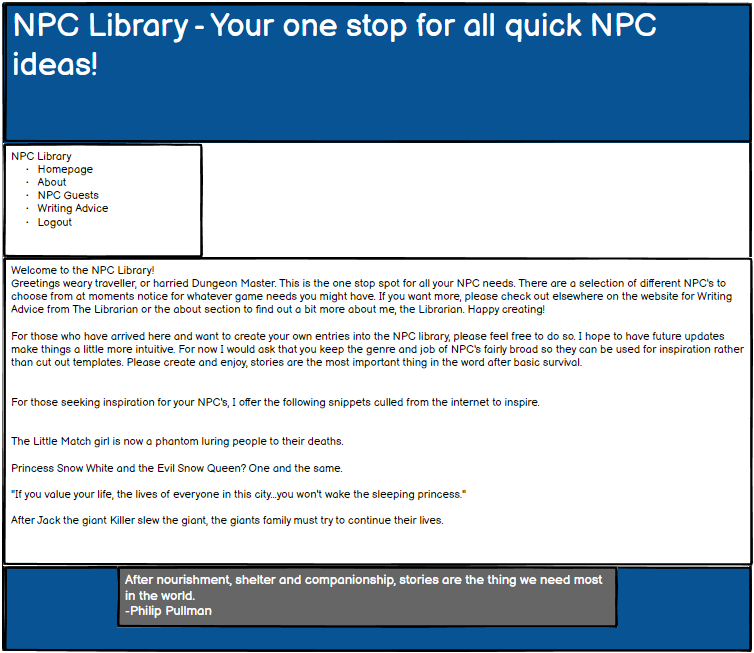 NPC Library - Your one stop for all quick NPC
ideas!
NPC Library
· Homepage
· About
· NPC Guests
· Writing Advice
· Logout
Welcome to the NPC Library!
Greetings weary traveller, or harried Dungeon Master. This is the one stop spot for all your NPC needs. There are a selection of different NPC's to
choose from at moments notice for whatever game needs you might have. If you want more, please check out elsewhere on the website for Writing
Advice from The Librarian or the about section to find out a bit more about me, the Librarian. Happy creating!
For those who have arrived here and want to create your own entries into the NPC library, please feel free to do so. I hope to have future updates
make things a little more intuitive. For now I would ask that you keep the genre and job of NPC's fairly broad so they can be used for inspiration rather
than cut out templates. Please create and enjoy, stories are the most important thing in the word after basic survival.
For those seeking inspiration for your NPC's, I offer the following snippets culled from the internet to inspire.
The Little Match girl is now a phantom luring people to their deaths.
Princess Snow White and the Evil Snow Queen? One and the same.
"If you value your life, the lives of everyone in this city...you won't wake the sleeping princess."
After Jack the giant Killer slew the giant, the giants family must try to continue their lives.
After nourishment, shelter and companionship, stories are the thing we need most
in the world.
-Philip Pullman